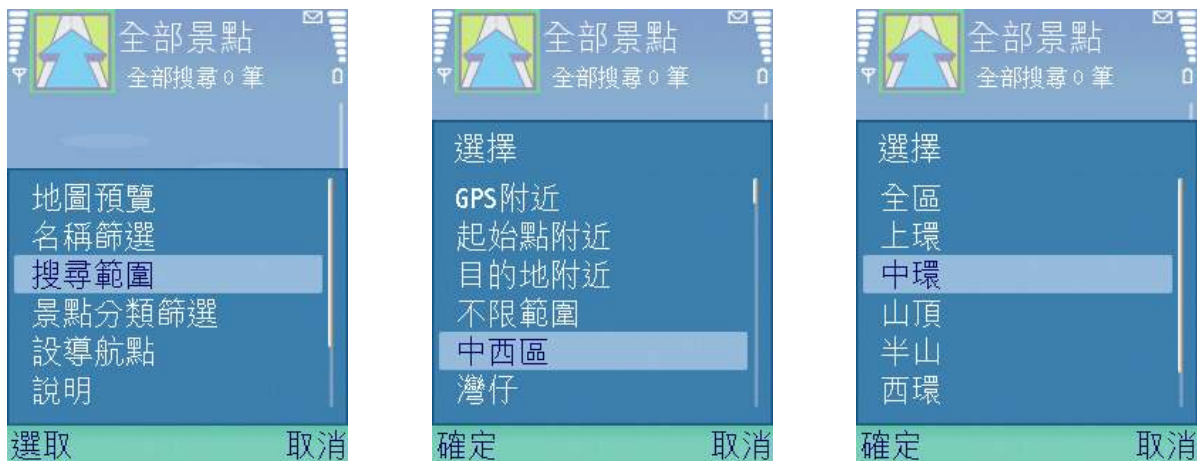 全部景點
全部搜尋0筆
地圖預覽
名稱篩選
搜尋範圍
景點分類篩選
設導航點
說明
選取 取消
全部景點
全部搜尋0筆
選擇
GPS附近
起始點附近
目的地附近
不限範圍
中西區
灣仔
確定 取消
全部景點
全部搜尋0筆
選擇
全區
上環
中環
山頂
半山
西環
確定 取消